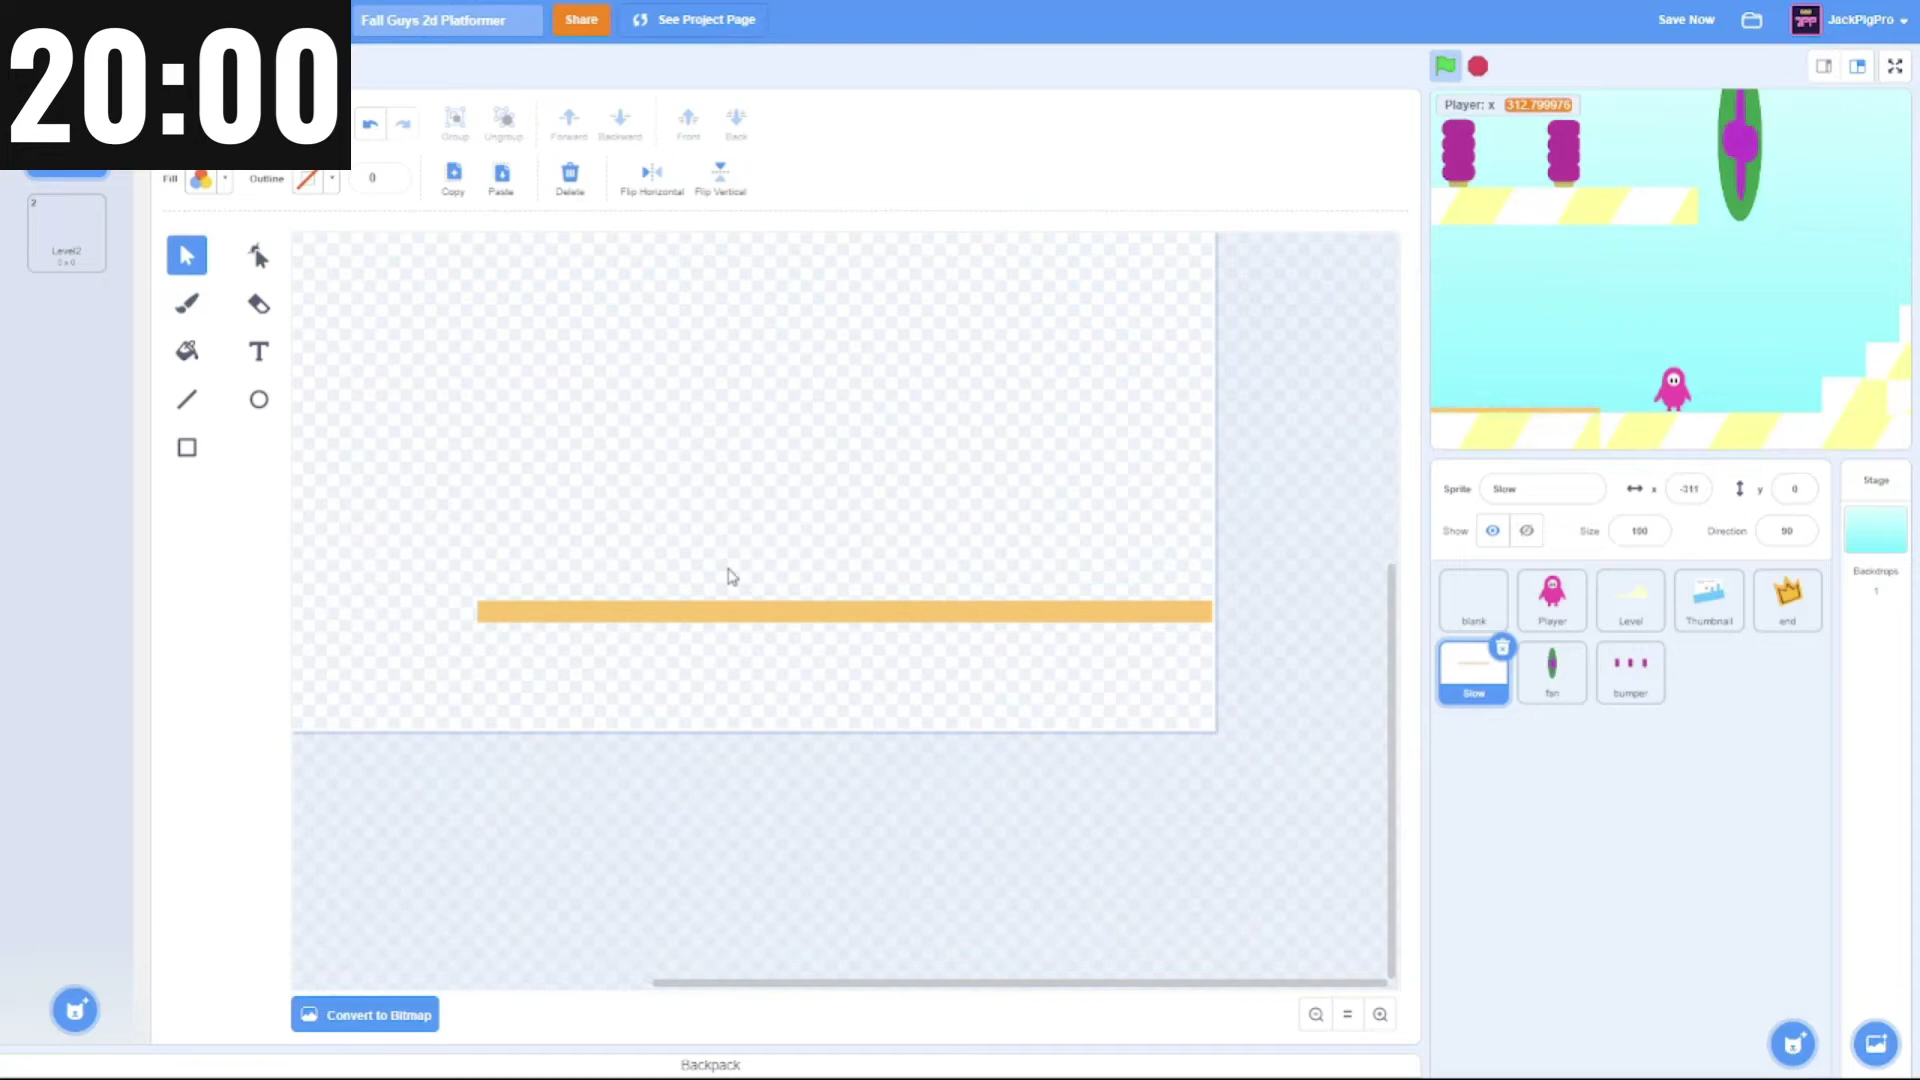 20:00
Fall Guys 2d Platformer
Share
See Project Page
Save Now
JackPigPro
Group
Ungroup
Forward
Backward
Front
Back
Fill
Outline
0
Copy
Paste
Delete
Flip Horizontal
Flip Vertical
2
Level2
0 x 0
Player: x 312.799976
Sprite
Slow
x
-311
y
0
Show
Size
100
Direction
90
Stage
Backdrops
1
blank
Player
Level
Thumbnail
end
Slow
fan
bumper
Convert to Bitmap
Backpack